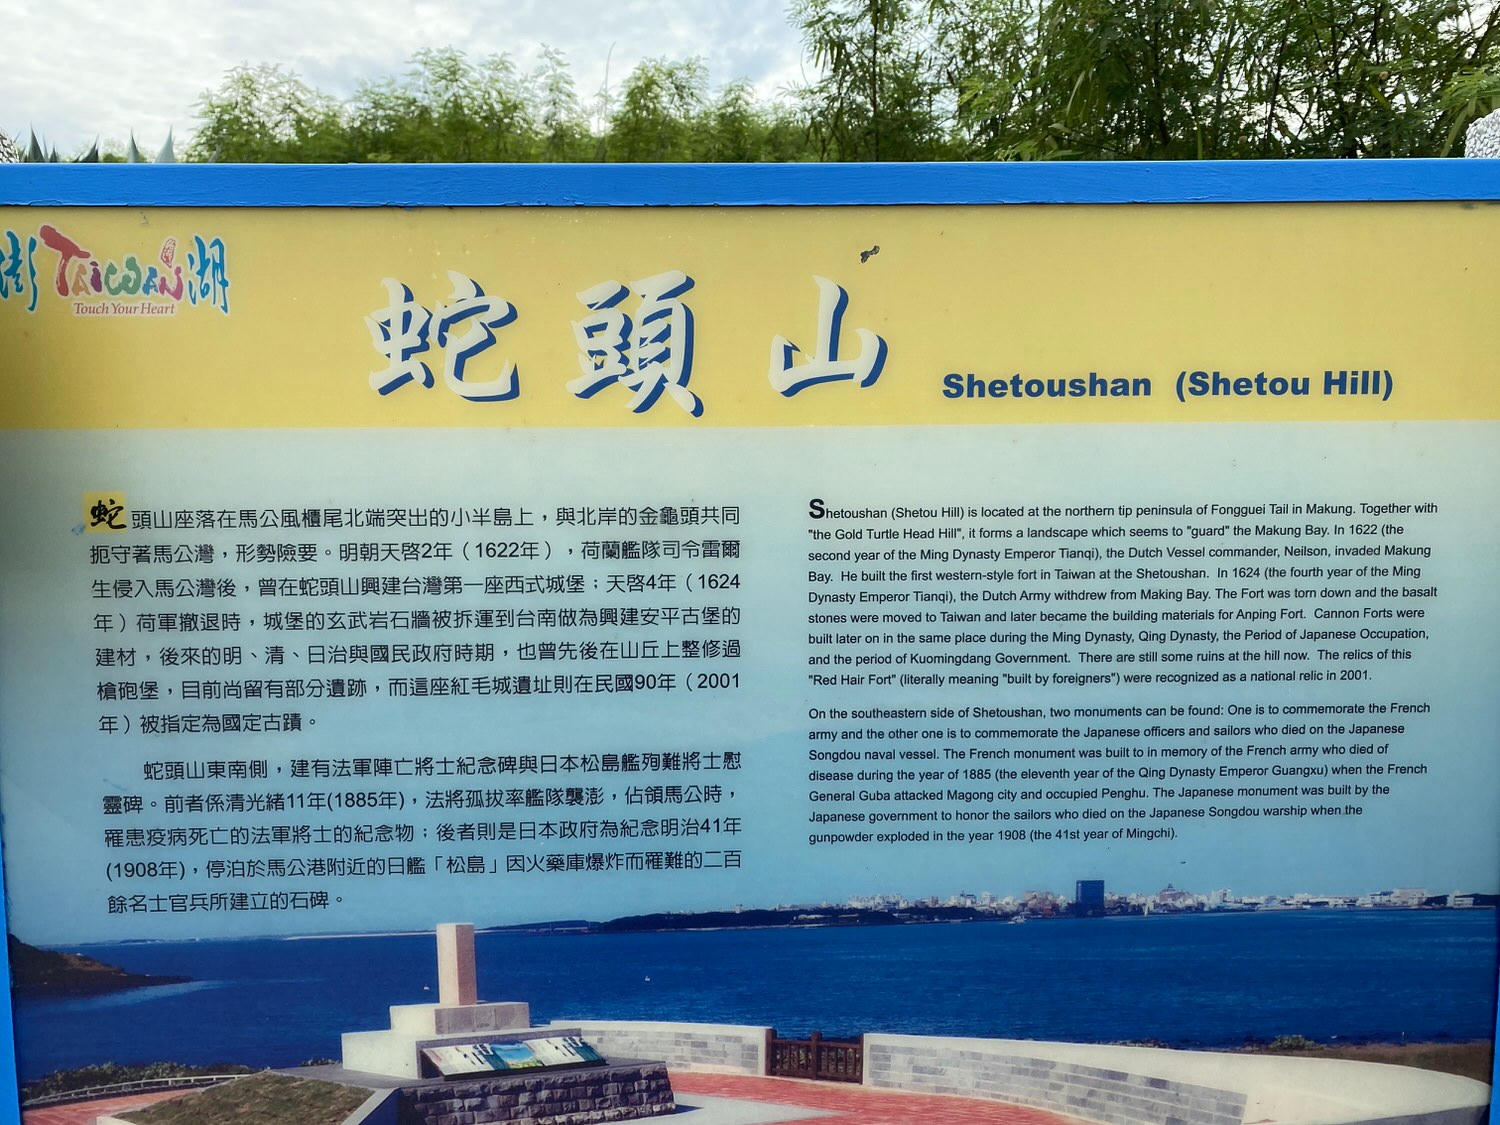 澎 TAIWAN 湖
Touch Your Heart
蛇頭山
Shetoushan (Shetou Hill)
蛇頭山座落在馬公風櫃尾北端突出的小半島上，與北岸的金龜頭共同
扼守著馬公灣，形勢險要。明朝天啓2年（1622年），荷蘭艦隊司令雷爾
生侵入馬公灣後，曾在蛇頭山興建台灣第一座西式城堡；天啓4年（1624
年）荷軍撤退時，城堡的玄武岩石牆被拆運到台南做為興建安平古堡的
建材，後來的明、清、日治與國民政府時期，也曾先後在山丘上整修過
槍砲堡，目前尚留有部分遺跡，而這座紅毛城遺址則在民國90年（2001
年）被指定為國定古蹟。
蛇頭山東南側，建有法軍陣亡將士紀念碑與日本松島艦殉難將士慰
靈碑。前者係清光緒11年(1885年)，法將孤拔率艦隊襲澎，佔領馬公時，
罹患疫病死亡的法軍將士的紀念物；後者則是日本政府為紀念明治41年
(1908年)，停泊於馬公港附近的日艦「松島」因火藥庫爆炸而罹難的二百
餘名士官兵所建立的石碑。
Shetoushan (Shetou Hill) is located at the northern tip peninsula of Fongguei Tail in Makung. Together with
"the Gold Turtle Head Hill", it forms a landscape which seems to "guard" the Makung Bay. In 1622 (the
second year of the Ming Dynasty Emperor Tianqi), the Dutch Vessel commander, Neilson, invaded Makung
Bay. He built the first western-style fort in Taiwan at the Shetoushan. In 1624 (the fourth year of the Ming
Dynasty Emperor Tianqi), the Dutch Army withdrew from Making Bay. The Fort was torn down and the basalt
stones were moved to Taiwan and later became the building materials for Anping Fort. Cannon Forts were
built later on in the same place during the Ming Dynasty, Qing Dynasty, the Period of Japanese Occupation,
and the period of Kuomingdang Government. There are still some ruins at the hill now. The relics of this
"Red Hair Fort" (literally meaning "built by foreigners") were recognized as a national relic in 2001.
On the southeastern side of Shetoushan, two monuments can be found: One is to commemorate the French
army and the other one is to commemorate the Japanese officers and sailors who died on the Japanese
Songdou naval vessel. The French monument was built to in memory of the French army who died of
disease during the year of 1885 (the eleventh year of the Qing Dynasty Emperor Guangxu) when the French
General Guba attacked Magong city and occupied Penghu. The Japanese monument was built by the
Japanese government to honor the sailors who died on the Japanese Songdou warship when the
gunpowder exploded in the year 1908 (the 41st year of Mingchi).